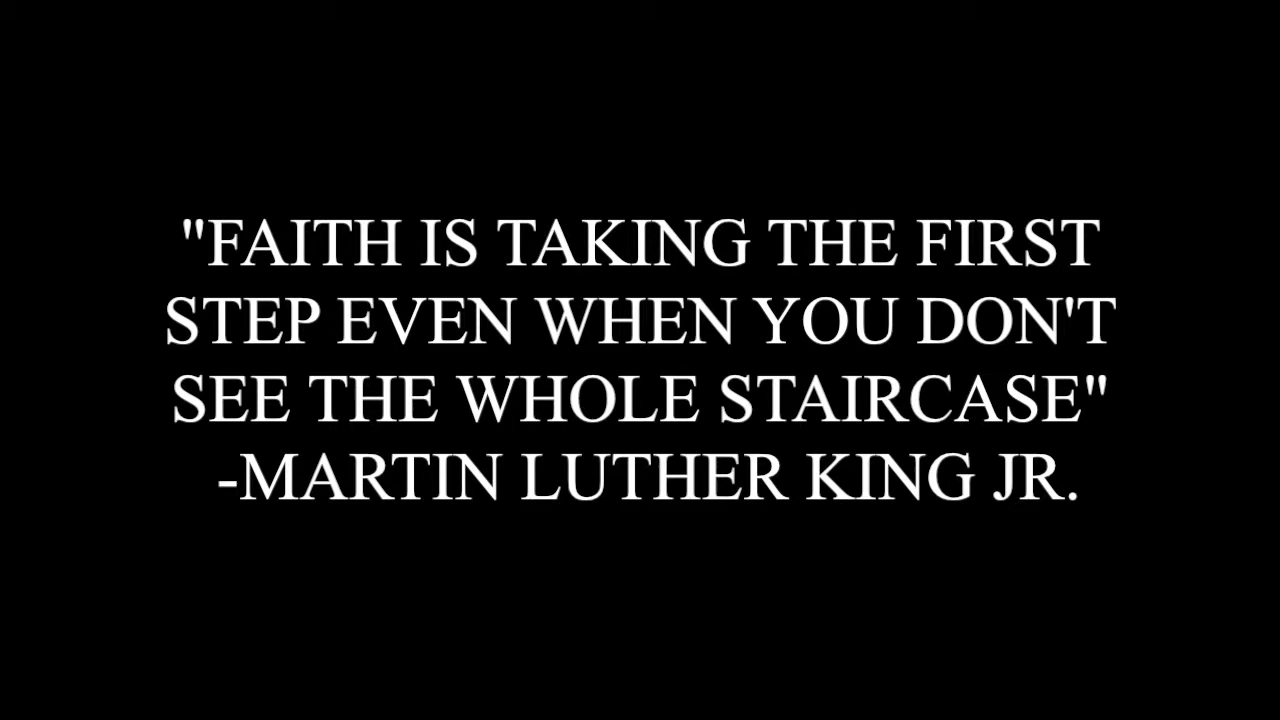 "FAITH IS TAKING THE FIRST
STEP EVEN WHEN YOU DON'T
SEE THE WHOLE STAIRCASE"
-MARTIN LUTHER KING JR.